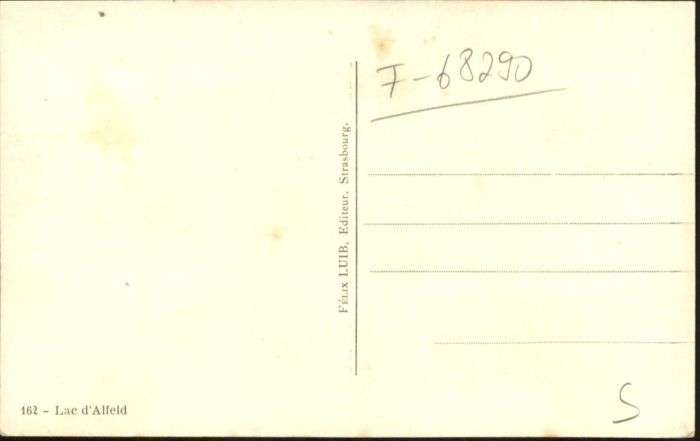 F-68290
FÉLIX LUIB, Editeur, Strasbourg.
162 - Lac d'Alfeld
S